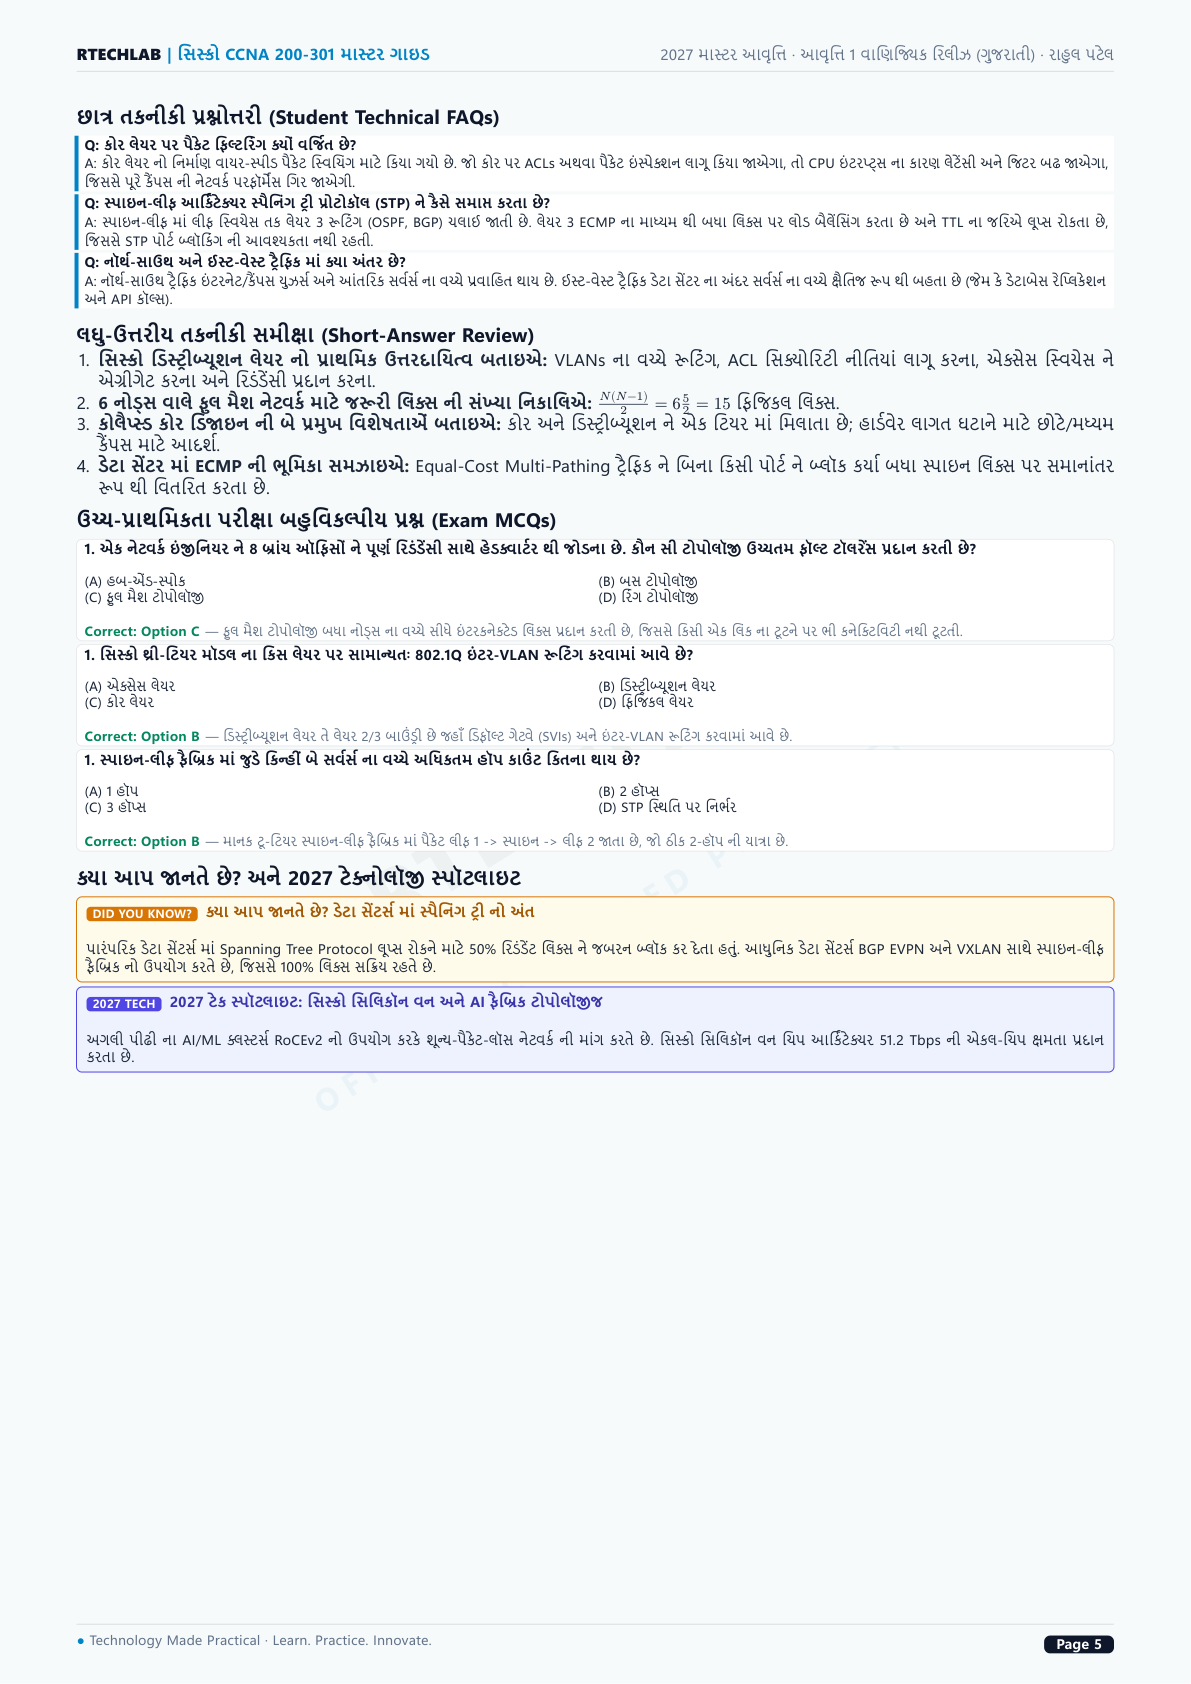 RTECHLAB | સિસ્કો CCNA 200-301 માસ્ટર ગાઇડ
2027 માસ્ટર આવૃત્તિ · આવૃત્તિ 1 વાણિજ્યિક રિલીઝ (ગુજરાતી) · રાહુલ પટેલ
છાત્ર તકનીકી પ્રશ્નોત્તરી (Student Technical FAQs)
Q: કોર લેયર પર પૈકેટ ફિલ્ટરિંગ ક્યોં વર્જિત છે?
A: કોર લેયર નો નિર્માણ વાયર-સ્પીડ પૈકેટ સ્વિચિંગ માટે કિયા ગયો છે. જો કોર પર ACLs અથવા પૈકેટ ઇંસ્પેક્શન લાગૂ કિયા જાએગા, તો CPU ઇંટરપ્ટ્સ ના કારણ લેટેંસી અને જિટર બઢ જાએગા,
જિસસે પૂરે કૈંપસ ની નેટવર્ક પરફૉર્મેંસ ગિર જાએગી.
Q: સ્પાઇન-લીફ આર્કિટેક્ચર સ્પૈનિંગ ટ્રી પ્રોટોકૉલ (STP) ને કૈસે સમાપ્ત કરતા છે?
A: સ્પાઇન-લીફ માં લીફ સ્વિચેસ તક લેયર 3 રૂટિંગ (OSPF, BGP) ચલાઈ જાતી છે. લેયર 3 ECMP ના માધ્યમ થી બધા લિંક્સ પર લોડ બૈલેંસિંગ કરતા છે અને TTL ના જરિએ લૂપ્સ રોકતા છે,
જિસસે STP પોર્ટ બ્લૉકિંગ ની આવશ્યકતા નથી રહતી.
Q: નૉર્થ-સાઉથ અને ઈસ્ટ-વેસ્ટ ટ્રૈફિક માં ક્યા અંતર છે?
A: નૉર્થ-સાઉથ ટ્રૈફિક ઇંટરનેટ/કૈંપસ યુઝર્સ અને આંતરિક સર્વર્સ ના વચ્ચે પ્રવાહિત થાય છે. ઈસ્ટ-વેસ્ટ ટ્રૈફિક ડેટા સેંટર ના અંદર સર્વર્સ ના વચ્ચે ક્ષૈતિજ રૂપ થી બહતા છે (જેમ કે ડેટાબેસ રેપ્લિકેશન
અને API કૉલ્સ).
લઘુ-ઉત્તરીય તકનીકી સમીક્ષા (Short-Answer Review)
1. સિસ્કો ડિસ્ટ્રીબ્યૂશન લેયર નો પ્રાથમિક ઉત્તરદાયિત્વ બતાઇએ: VLANs ના વચ્ચે રૂટિંગ, ACL સિક્યોરિટી નીતિયાં લાગૂ કરના, એક્સેસ સ્વિચેસ ને
એગ્રીગેટ કરના અને રિડંડેંસી પ્રદાન કરના.
2. 6 નોડ્સ વાલે ફુલ મૈશ નેટવર્ક માટે જરૂરી લિંક્સ ની સંખ્યા નિકાલિએ: N(N−1)/2 = 6 5/2 = 15 ફિજિકલ લિંક્સ.
3. કોલૈપ્સ્ડ કોર ડિજાઇન ની બે પ્રમુખ વિશેષતાએં બતાઇએ: કોર અને ડિસ્ટ્રીબ્યૂશન ને એક ટિયર માં મિલાતા છે; હાર્ડવેર લાગત ઘટાને માટે છોટે/મધ્યમ
કૈંપસ માટે આદર્શ.
4. ડેટા સેંટર માં ECMP ની ભૂમિકા સમઝાઇએ: Equal-Cost Multi-Pathing ટ્રૈફિક ને બિના કિસી પોર્ટ ને બ્લૉક કર્યા બધા સ્પાઇન લિંક્સ પર સમાનાંતર
રૂપ થી વિતરિત કરતા છે.
ઉચ્ચ-પ્રાથમિકતા પરીક્ષા બહુવિકલ્પીય પ્રશ્ન (Exam MCQs)
1. એક નેટવર્ક ઇંજીનિયર ને 8 બ્રાંચ ઑફિસોં ને પૂર્ણ રિડંડેંસી સાથે હેડક્વાર્ટર થી જોડના છે. કૌન સી ટોપોલૉજી ઉચ્ચતમ ફૉલ્ટ ટૉલરેંસ પ્રદાન કરતી છે?
(A) હબ-એંડ-સ્પોક
(B) બસ ટોપોલૉજી
(C) ફુલ મૈશ ટોપોલૉજી
(D) રિંગ ટોપોલૉજી
Correct: Option C — ફુલ મૈશ ટોપોલૉજી બધા નોડ્સ ના વચ્ચે સીધે ઇંટરકનેક્ટેડ લિંક્સ પ્રદાન કરતી છે, જિસસે કિસી એક લિંક ના ટૂટને પર ભી કનેક્ટિવિટી નથી ટૂટતી.
1. સિસ્કો થ્રી-ટિયર મૉડલ ના કિસ લેયર પર સામાન્યતઃ 802.1Q ઇંટર-VLAN રૂટિંગ કરવામાં આવે છે?
(A) એક્સેસ લેયર
(B) ડિસ્ટ્રીબ્યૂશન લેયર
(C) કોર લેયર
(D) ફિજિકલ લેયર
Correct: Option B — ડિસ્ટ્રીબ્યૂશન લેયર તે લેયર 2/3 બાઉંડ્રી છે જહાઁ ડિફૉલ્ટ ગેટવે (SVIs) અને ઇંટર-VLAN રૂટિંગ કરવામાં આવે છે.
1. સ્પાઇન-લીફ ફૈબ્રિક માં જુડે કિન્હીં બે સર્વર્સ ના વચ્ચે અધિકતમ હૉપ કાઉંટ કિતના થાય છે?
(A) 1 હૉપ
(B) 2 હૉપ્સ
(C) 3 હૉપ્સ
(D) STP સ્થિતિ પર નિર્ભર
Correct: Option B — માનક ટૂ-ટિયર સ્પાઇન-લીફ ફૈબ્રિક માં પૈકેટ લીફ 1 -> સ્પાઇન -> લીફ 2 જાતા છે, જો ઠીક 2-હૉપ ની યાત્રા છે.
ક્યા આપ જાનતે છે? અને 2027 ટેક્નોલૉજી સ્પૉટલાઇટ
DID YOU KNOW? ક્યા આપ જાનતે છે? ડેટા સેંટર્સ માં સ્પૈનિંગ ટ્રી નો અંત
પારંપરિક ડેટા સેંટર્સ માં Spanning Tree Protocol લૂપ્સ રોકને માટે 50% રિડંડેંટ લિંક્સ ને જબરન બ્લૉક કર દેતા હતું. આધુનિક ડેટા સેંટર્સ BGP EVPN અને VXLAN સાથે સ્પાઇન-લીફ
ફૈબ્રિક નો ઉપયોગ કરતે છે, જિસસે 100% લિંક્સ સક્રિય રહતે છે.
2027 TECH 2027 ટેક સ્પૉટલાઇટ: સિસ્કો સિલિકૉન વન અને AI ફૈબ્રિક ટોપોલૉજીજ
અગલી પીઢી ના AI/ML ક્લસ્ટર્સ RoCEv2 નો ઉપયોગ કરકે શૂન્ય-પૈકેટ-લૉસ નેટવર્ક ની માંગ કરતે છે. સિસ્કો સિલિકૉન વન ચિપ આર્કિટેક્ચર 51.2 Tbps ની એકલ-ચિપ ક્ષમતા પ્રદાન
કરતા છે.
● Technology Made Practical · Learn. Practice. Innovate.
Page 5